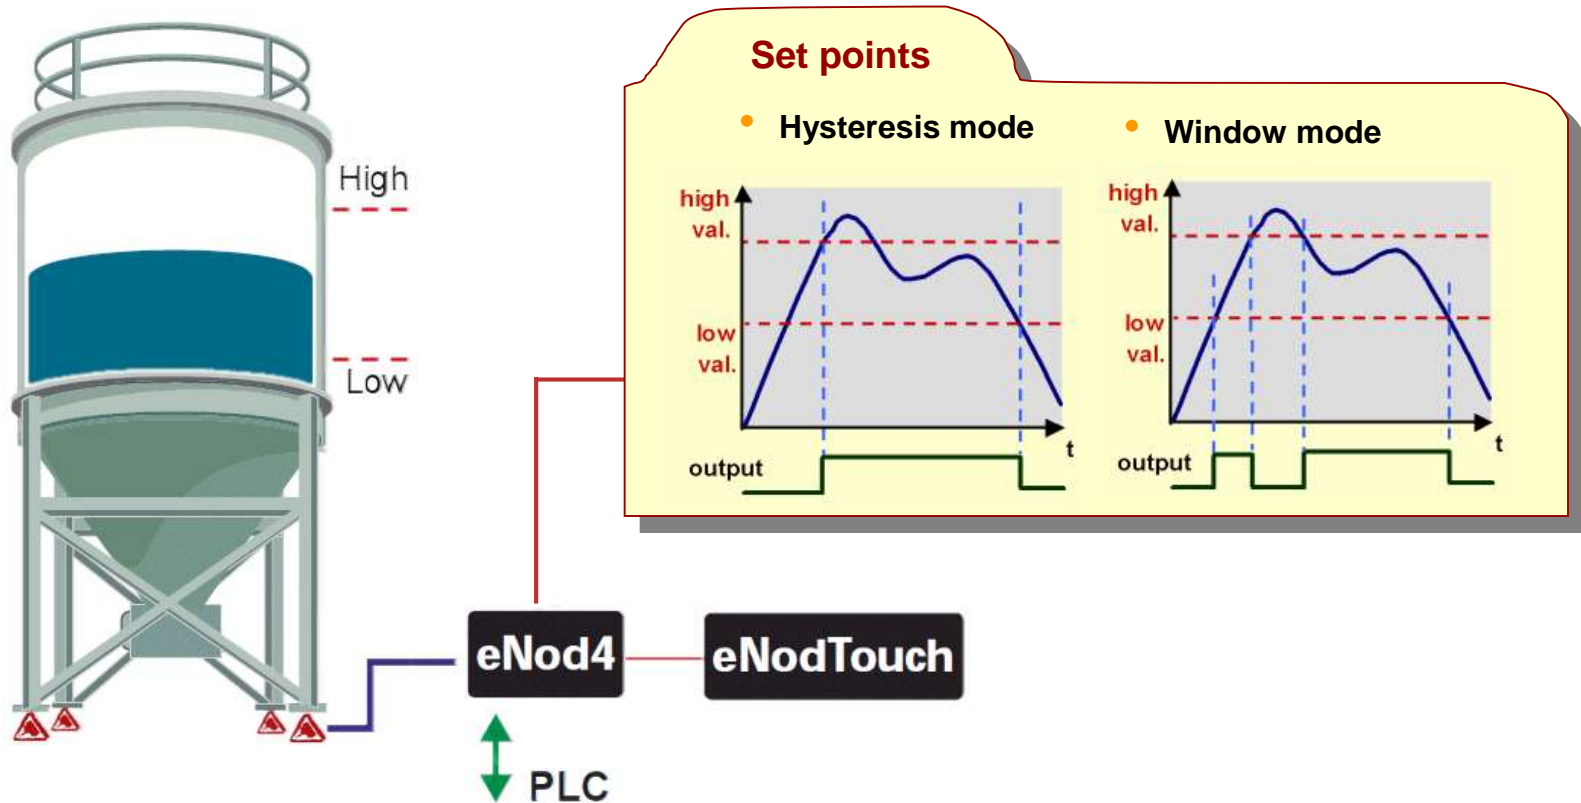 Set points
Hysteresis mode
Window mode
High
Low
high
val.
low
val.
t
output
high
val.
low
val.
t
output
eNod4
eNodTouch
PLC